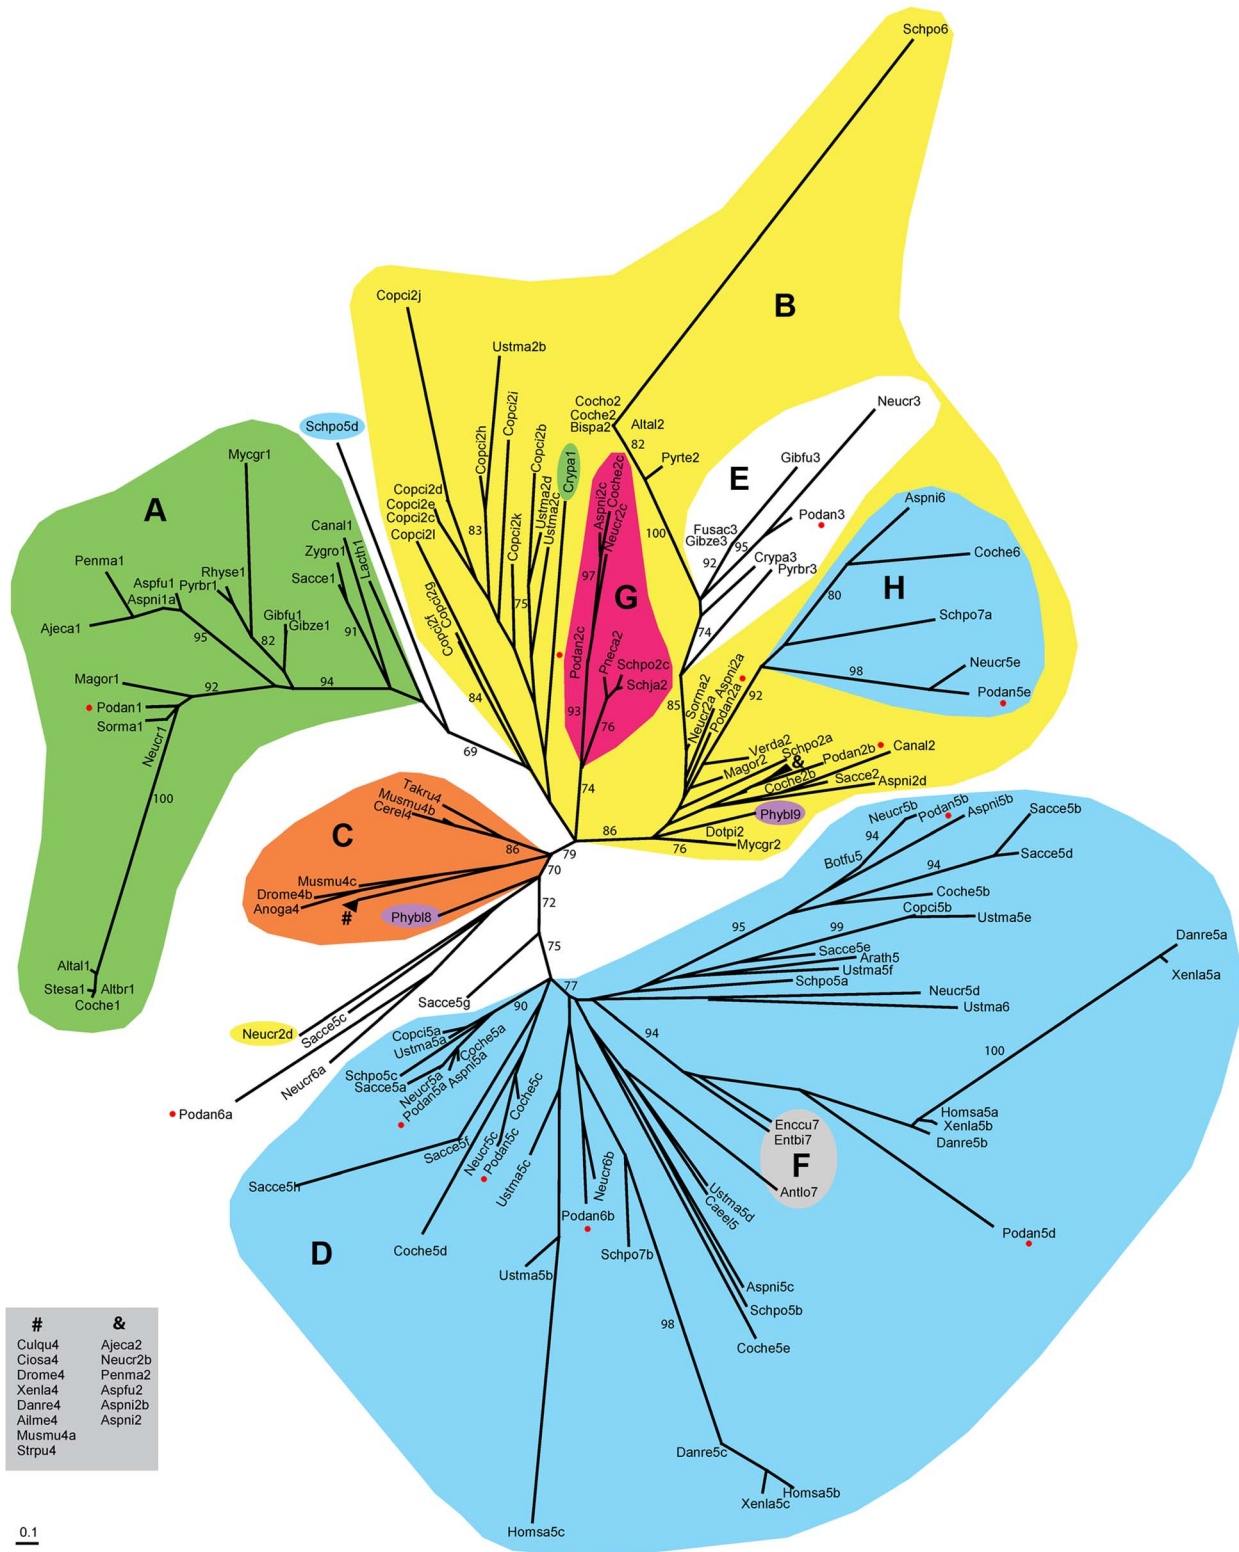 Schpo6
B
Copci2j
Ustma2b
Copci2i
Copci2h
Copci2b
Copci2d
Copci2e
Copci2c
Copci2l
83
Copci2k
Ustma2d
Ustma2c
75
Crypa1
Copci2g
Copci2f
84
Schpo5d
69
Cocho2
Coche2
Bispa2
Altal2
82
Pyrte2
100
Neucr3
Gibfu3
E
Podan3
Fusac3
Gibze3
95
92
Crypa3
Pyrbr3
74
Aspni2c
Coche2c
Neucr2c
97
G
Podan2c
Pneca2
Schpo2c
Schja2
93
76
74
Aspni6
Coche6
H
80
Schpo7a
98
Neucr5e
Podan5e
92
85
Sorma2
Neucr2a
Aspni2a
Podan2a
Verda2
Magor2
Schpo2a
&
Podan2b
Canal2
Coche2b
Sacce2
Aspni2d
Phybl9
86
Dotpi2
Mycgr2
76
A
Mycgr1
Canal1
Zygro1
Lacth1
Sacce1
91
Penma1
Aspfu1
Aspni1a
Rhyse1
Pyrbr1
Ajeca1
95
82
Gibfu1
Gibze1
94
Magor1
92
Podan1
Sorma1
Neucr1
100
Altal1
Stesa1
Altbr1
Coche1
C
Takru4
Musmu4b
Cerel4
86
79
70
Musmu4c
Drome4b
Anoga4
#
Phybl8
72
75
Sacce5g
Neucr2d
Sacce5c
Neucr6a
Podan6a
77
90
Neucr5b
Podan5b
Aspni5b
Sacce5b
94
Botfu5
94
Sacce5d
Coche5b
Copci5b
Ustma5e
95
99
Sacce5e
Arath5
Ustma5f
Schpo5a
Neucr5d
Ustma6
Danre5a
Xenla5a
94
100
Homsa5a
Xenla5b
Danre5b
Enccu7
Entbi7
F
Antlo7
Podan5d
Copci5a
Ustma5a
Coche5a
Schpo5c
Sacce5a
Neucr5a
Podan5a
Aspni5a
Coche5c
Sacce5f
Neucr5c
Podan5c
Ustma5c
Sacce5h
Coche5d
D
Neucr6b
Podan6b
Schpo7b
Ustma5b
Ustma5d
Caeel5
Aspni5c
Schpo5b
Coche5e
98
Danre5c
Homsa5b
Xenla5c
Homsa5c
# &
Culqu4 Ajeca2
Ciosa4 Neucr2b
Drome4 Penma2
Xenla4 Aspfu2
Danre4 Aspni2b
Ailme4 Aspni2
Musmu4a
Strpu4
0.1